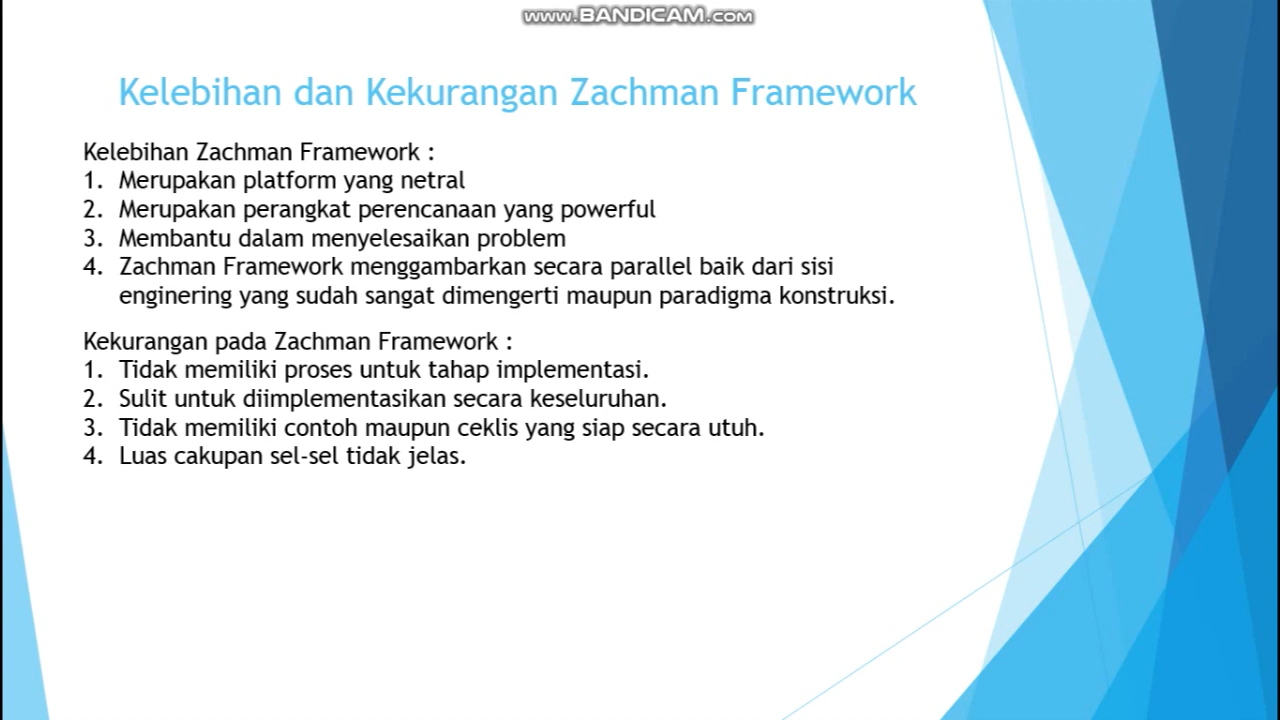 www.BANDICAM.com
Kelebihan dan Kekurangan Zachman Framework
Kelebihan Zachman Framework :
1. Merupakan platform yang netral
2. Merupakan perangkat perencanaan yang powerful
3. Membantu dalam menyelesaikan problem
4. Zachman Framework menggambarkan secara parallel baik dari sisi
enginering yang sudah sangat dimengerti maupun paradigma konstruksi.
Kekurangan pada Zachman Framework :
1. Tidak memiliki proses untuk tahap implementasi.
2. Sulit untuk diimplementasikan secara keseluruhan.
3. Tidak memiliki contoh maupun ceklis yang siap secara utuh.
4. Luas cakupan sel-sel tidak jelas.